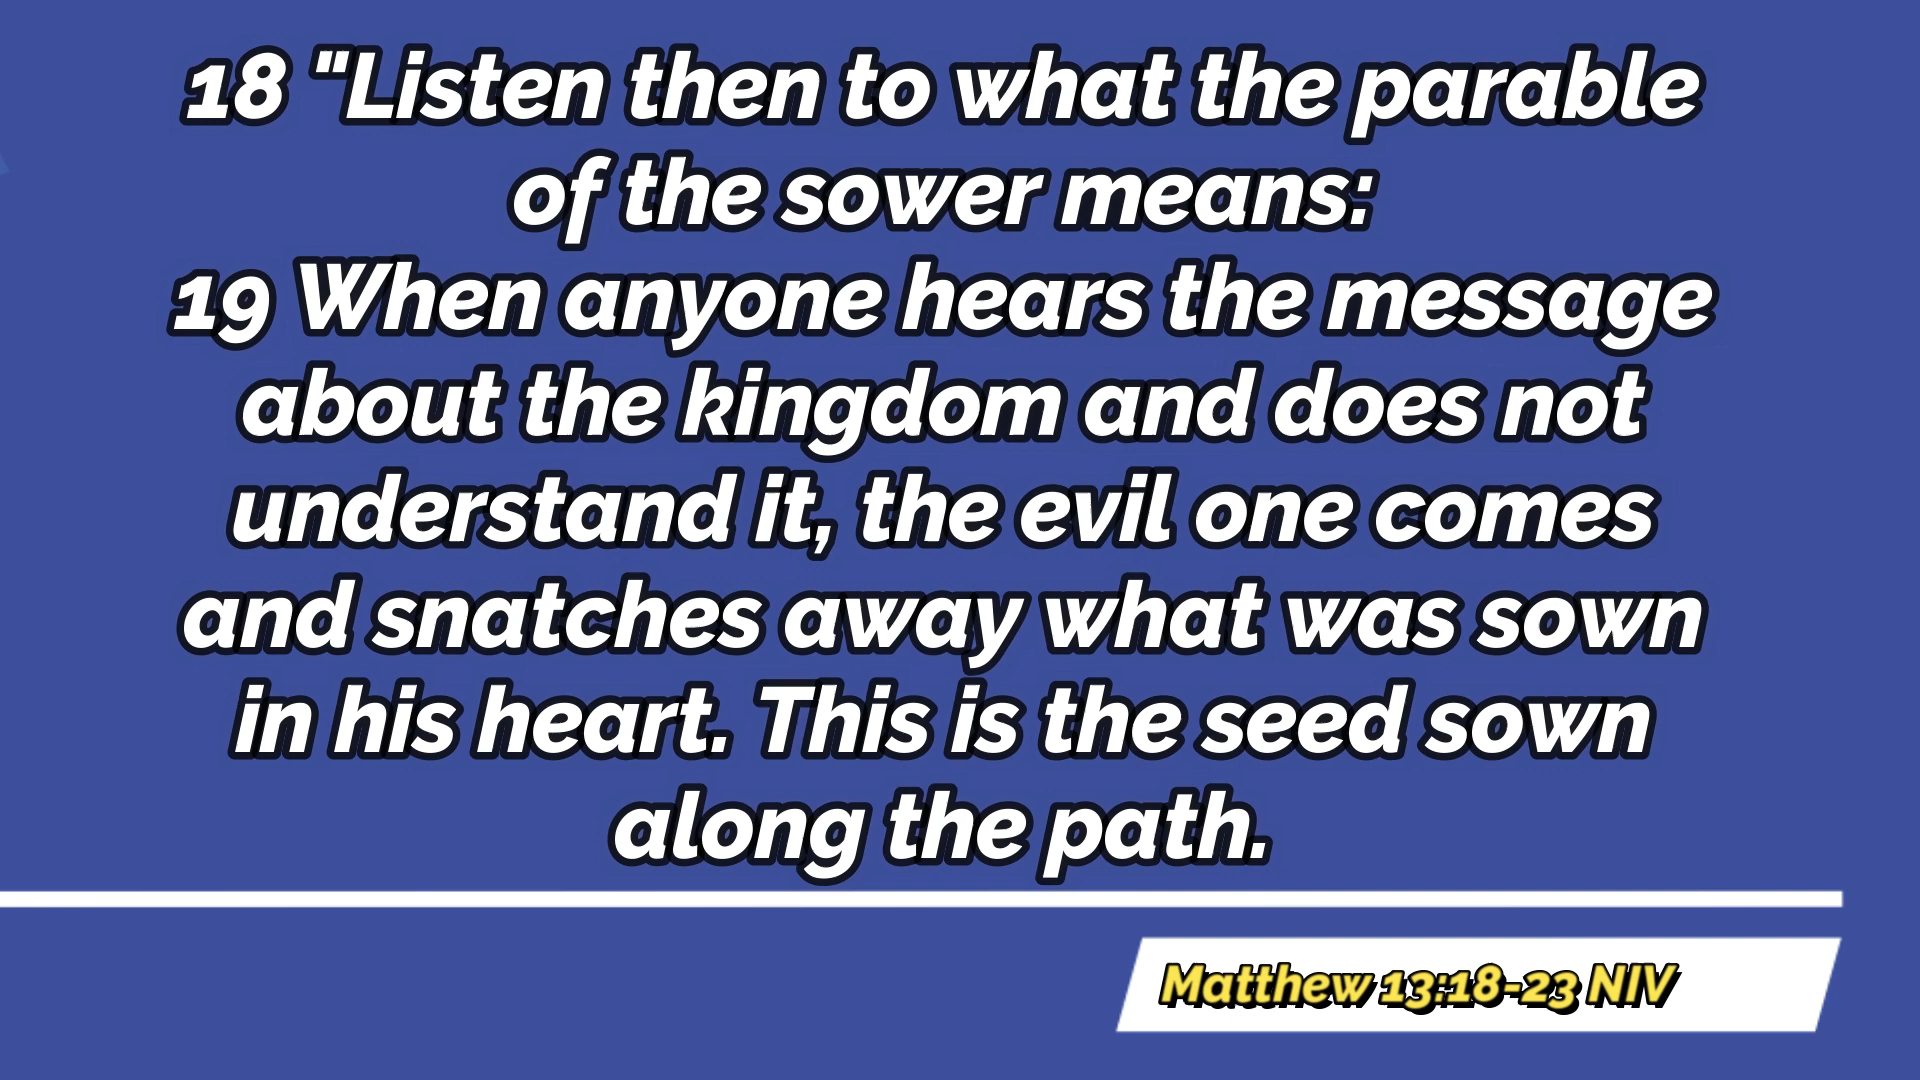 18 "Listen then to what the parable
of the sower means:
19 When anyone hears the message
about the kingdom and does not
understand it, the evil one comes
and snatches away what was sown
in his heart. This is the seed sown
along the path.
Matthew 13:18-23 NIV